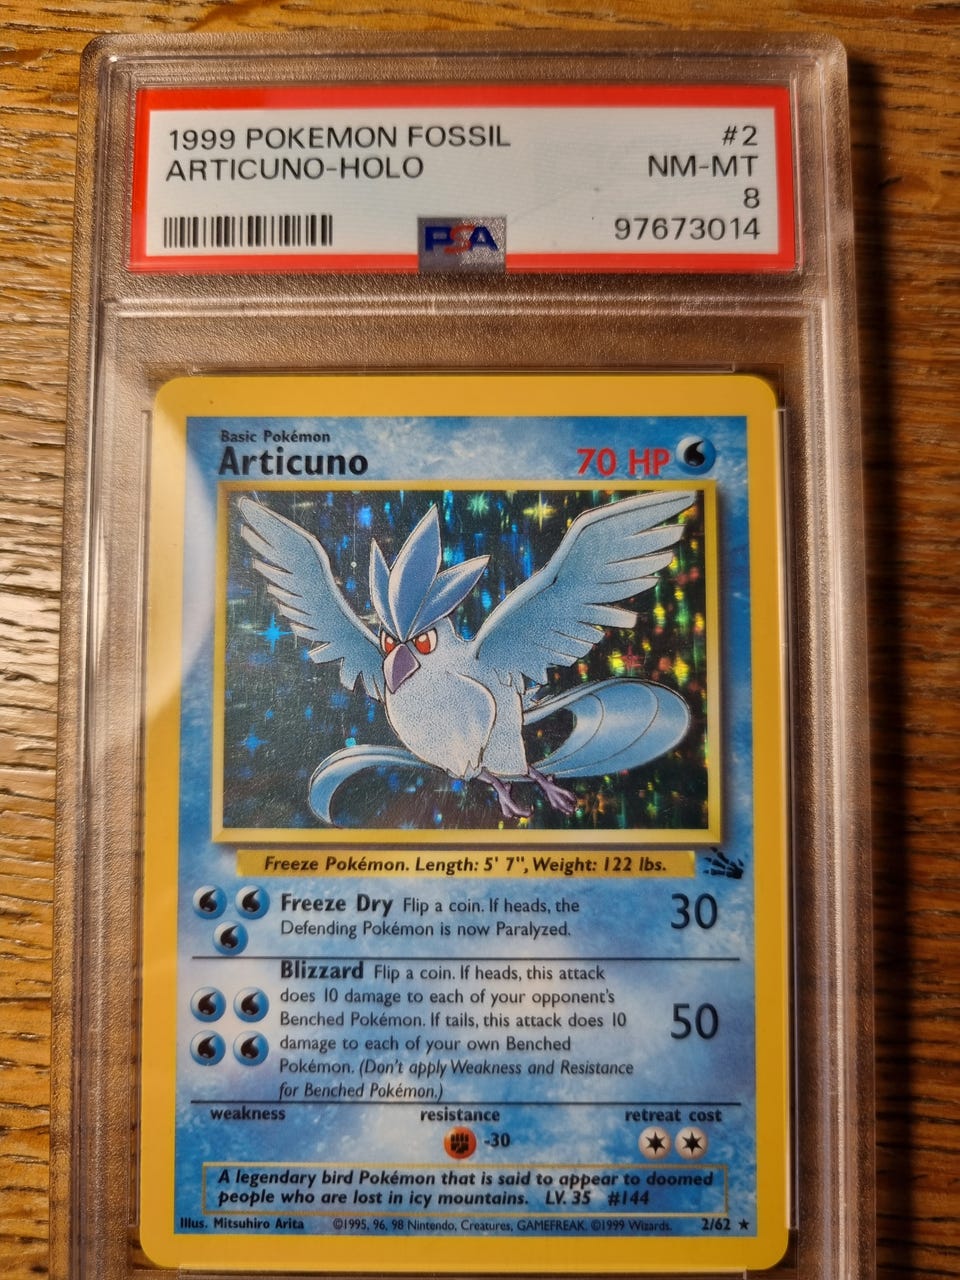 1999 POKEMON FOSSIL #2
ARTICUNO-HOLO NM-MT
8
PSA 97673014
Basic Pokémon
Articuno 70 HP
Freeze Pokémon. Length: 5' 7", Weight: 122 lbs.
Freeze Dry Flip a coin. If heads, the
Defending Pokémon is now Paralyzed.
30
Blizzard Flip a coin. If heads, this attack
does 10 damage to each of your opponent's
Benched Pokémon. If tails, this attack does 10
damage to each of your own Benched
Pokémon. (Don't apply Weakness and Resistance
for Benched Pokémon.)
50
weakness resistance retreat cost
-30
A legendary bird Pokémon that is said to appear to doomed
people who are lost in icy mountains. LV. 35 #144
Illus. Mitsuhiro Arita ©1995, 96, 98 Nintendo, Creatures, GAMEFREAK. ©1999 Wizards. 2/62 ★